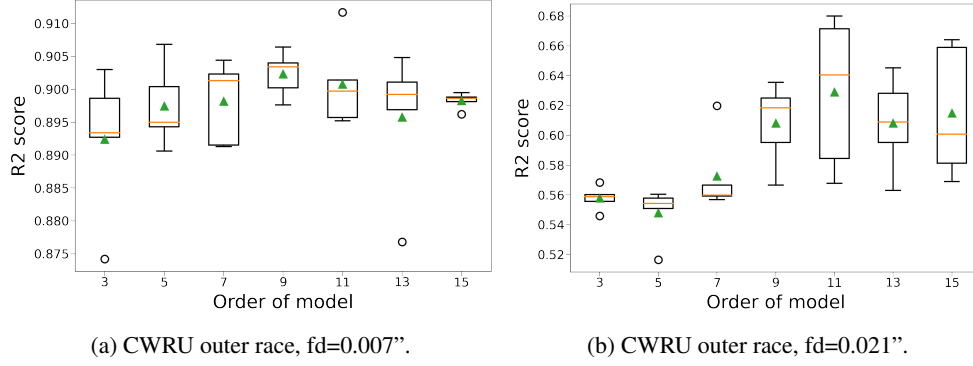 0.910
0.905
0.900
0.895
0.890
0.885
0.880
0.875
R2 score
3 5 7 9 11 13 15
Order of model
(a) CWRU outer race, fd=0.007”.
0.68
0.66
0.64
0.62
0.60
0.58
0.56
0.54
0.52
R2 score
3 5 7 9 11 13 15
Order of model
(b) CWRU outer race, fd=0.021”.